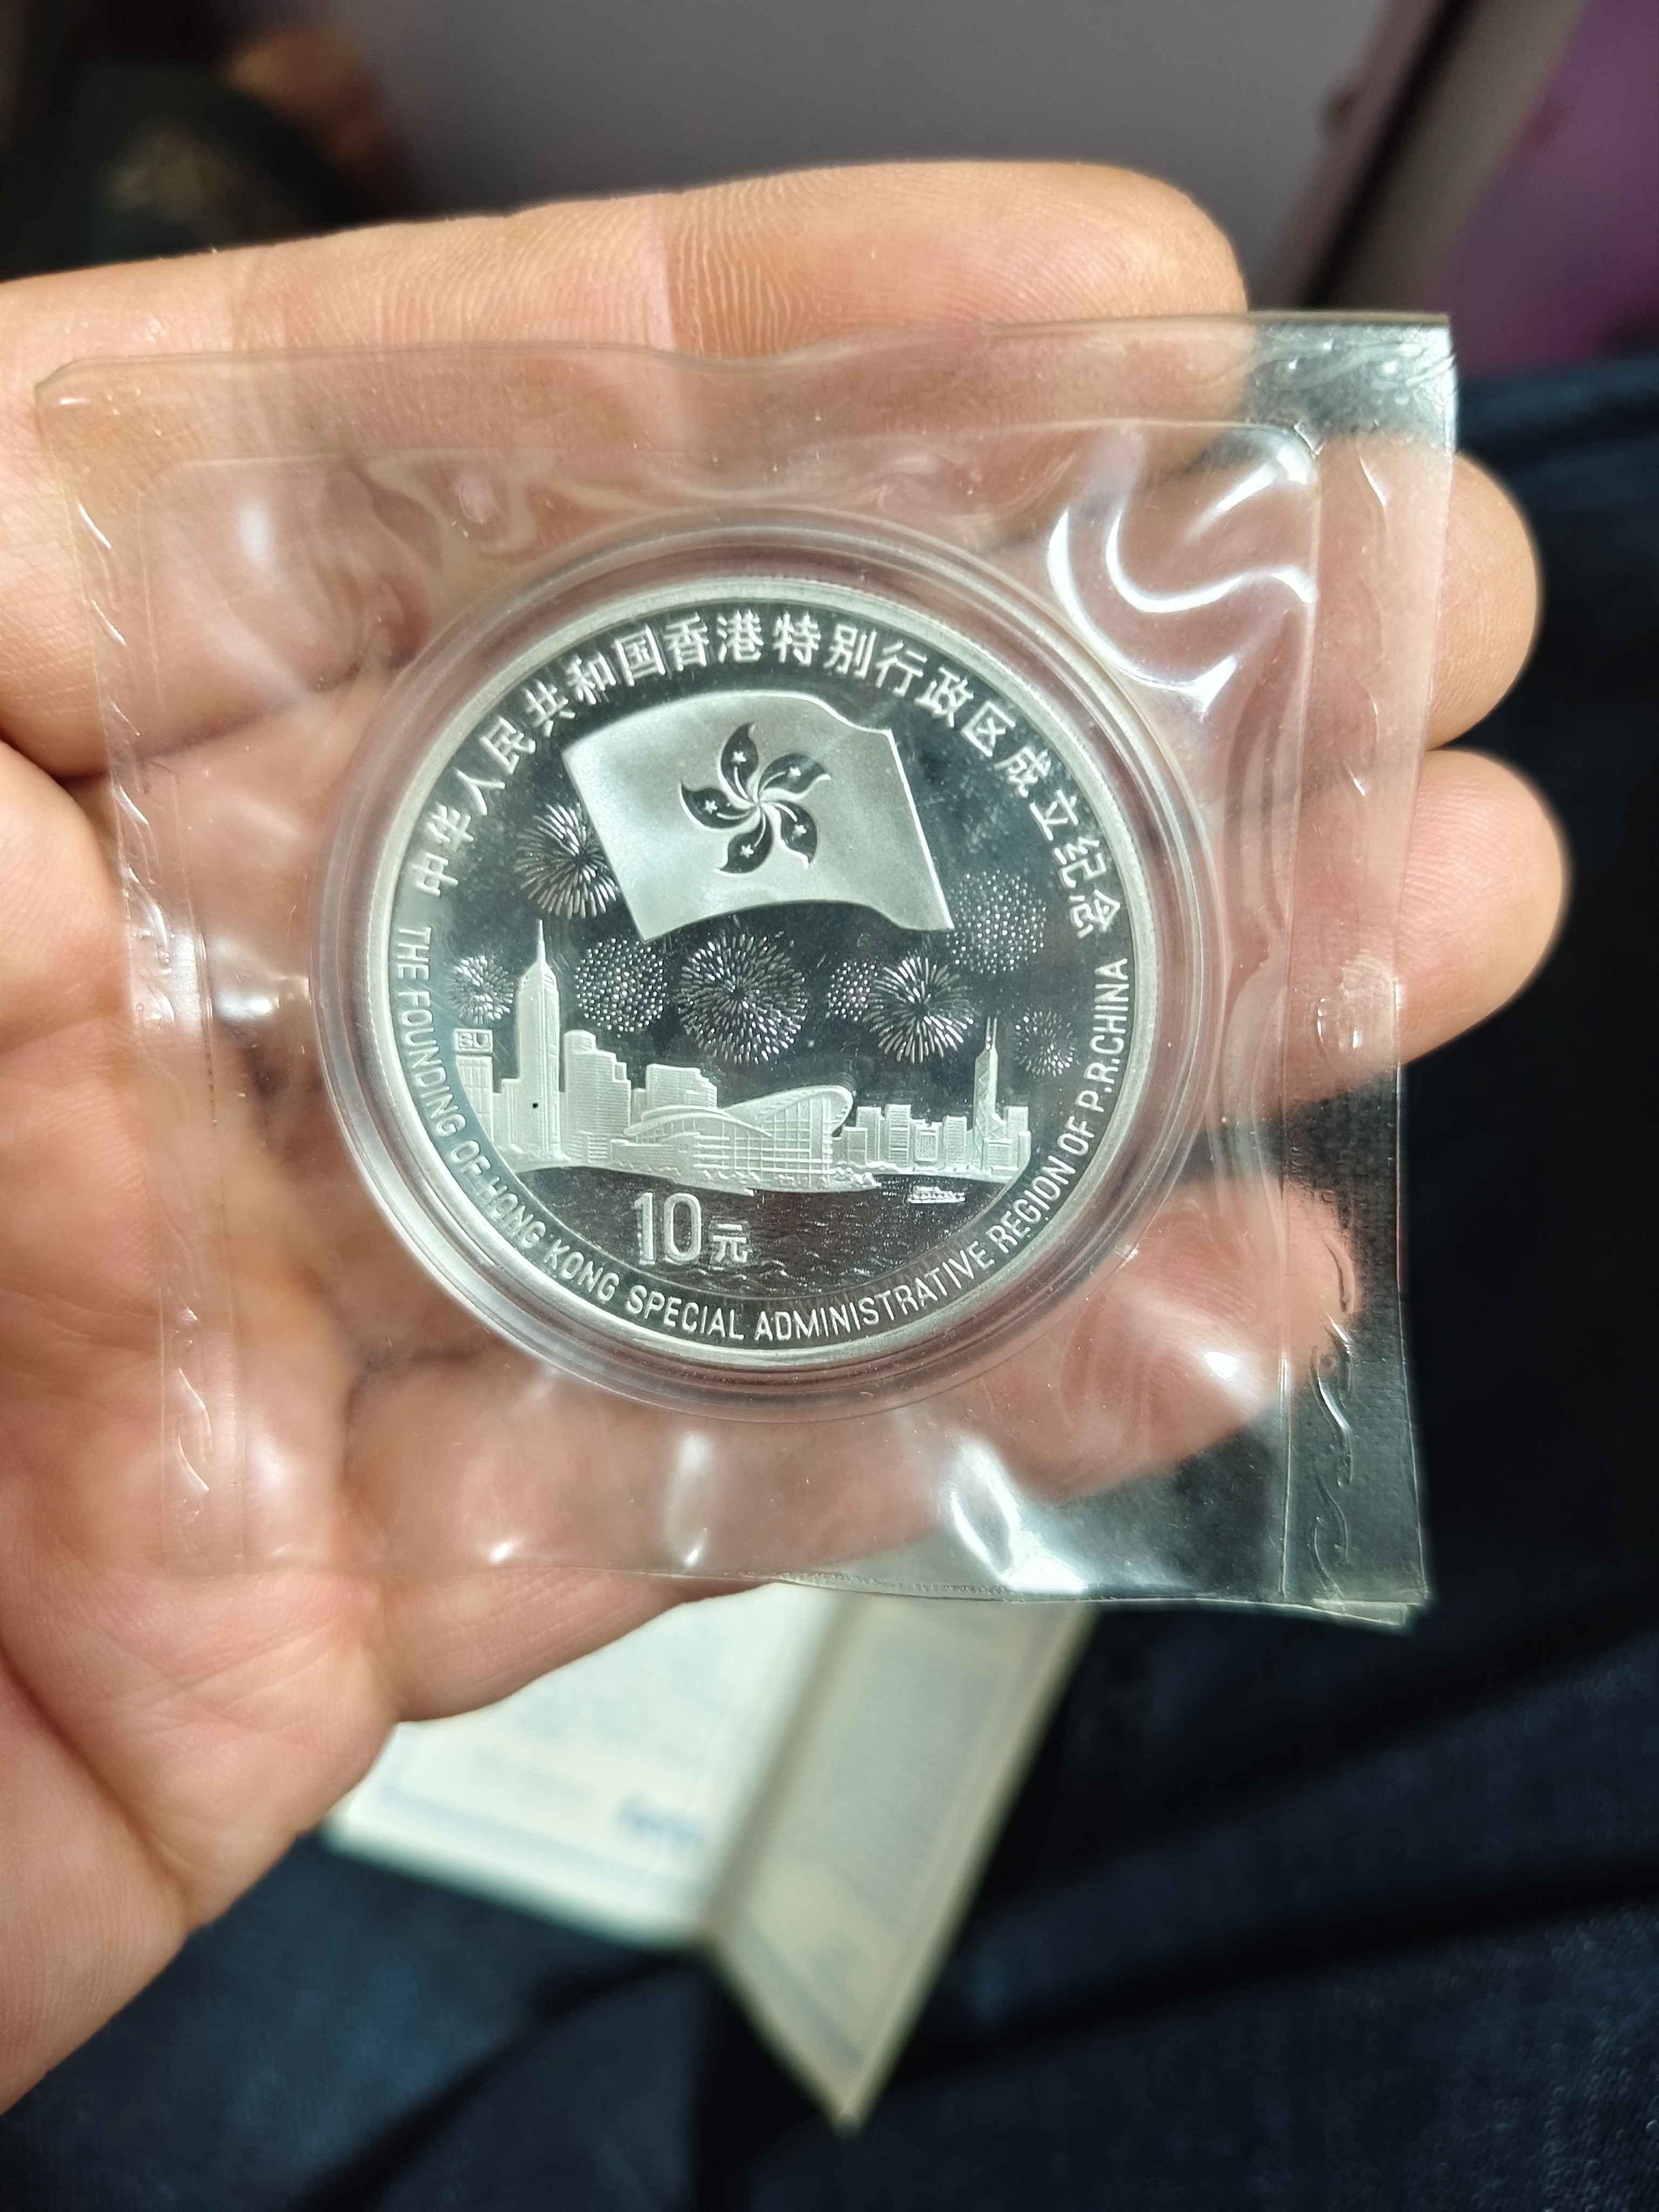 中华人民共和国香港特别行政区成立纪念
10元
THE FOUNDING OF HONG KONG SPECIAL ADMINISTRATIVE REGION OF P.R.CHINA